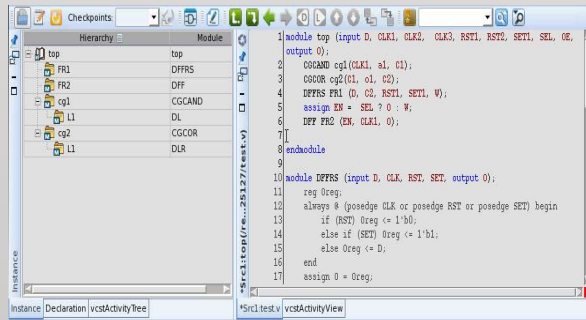 Checkpoints:
Hierarchy Module
top top
FR1 DFFRS
FR2 DFF
cg1 CGCAND
L1 DL
cg2 CGCOR
L1 DLR
Instance
Instance Declaration vcstActivityTree
*Src1:top(/re...25127/test.v)
1 module top (input D, CLK1, CLK2, CLK3, RST1, RST2, SET1, SEL, OE,
output O);
2 CGCAND cg1(CLK1, a1, C1);
3 CGCOR cg2(C1, o1, C2);
4 DFFRS FR1 (D, C2, RST1, SET1, W);
5 assign EN = SEL ? 0 : W;
6 DFF FR2 (EN, CLK1, O);
7
8 endmodule
9
10 module DFFRS (input D, CLK, RST, SET, output O);
11 reg Oreg;
12 always @ (posedge CLK or posedge RST or posedge SET) begin
13 if (RST) Oreg <= 1'b0;
14 else if (SET) Oreg <= 1'b1;
15 else Oreg <= D;
16 end
17 assign O = Oreg;
*Src1:test.v vcstActivityView